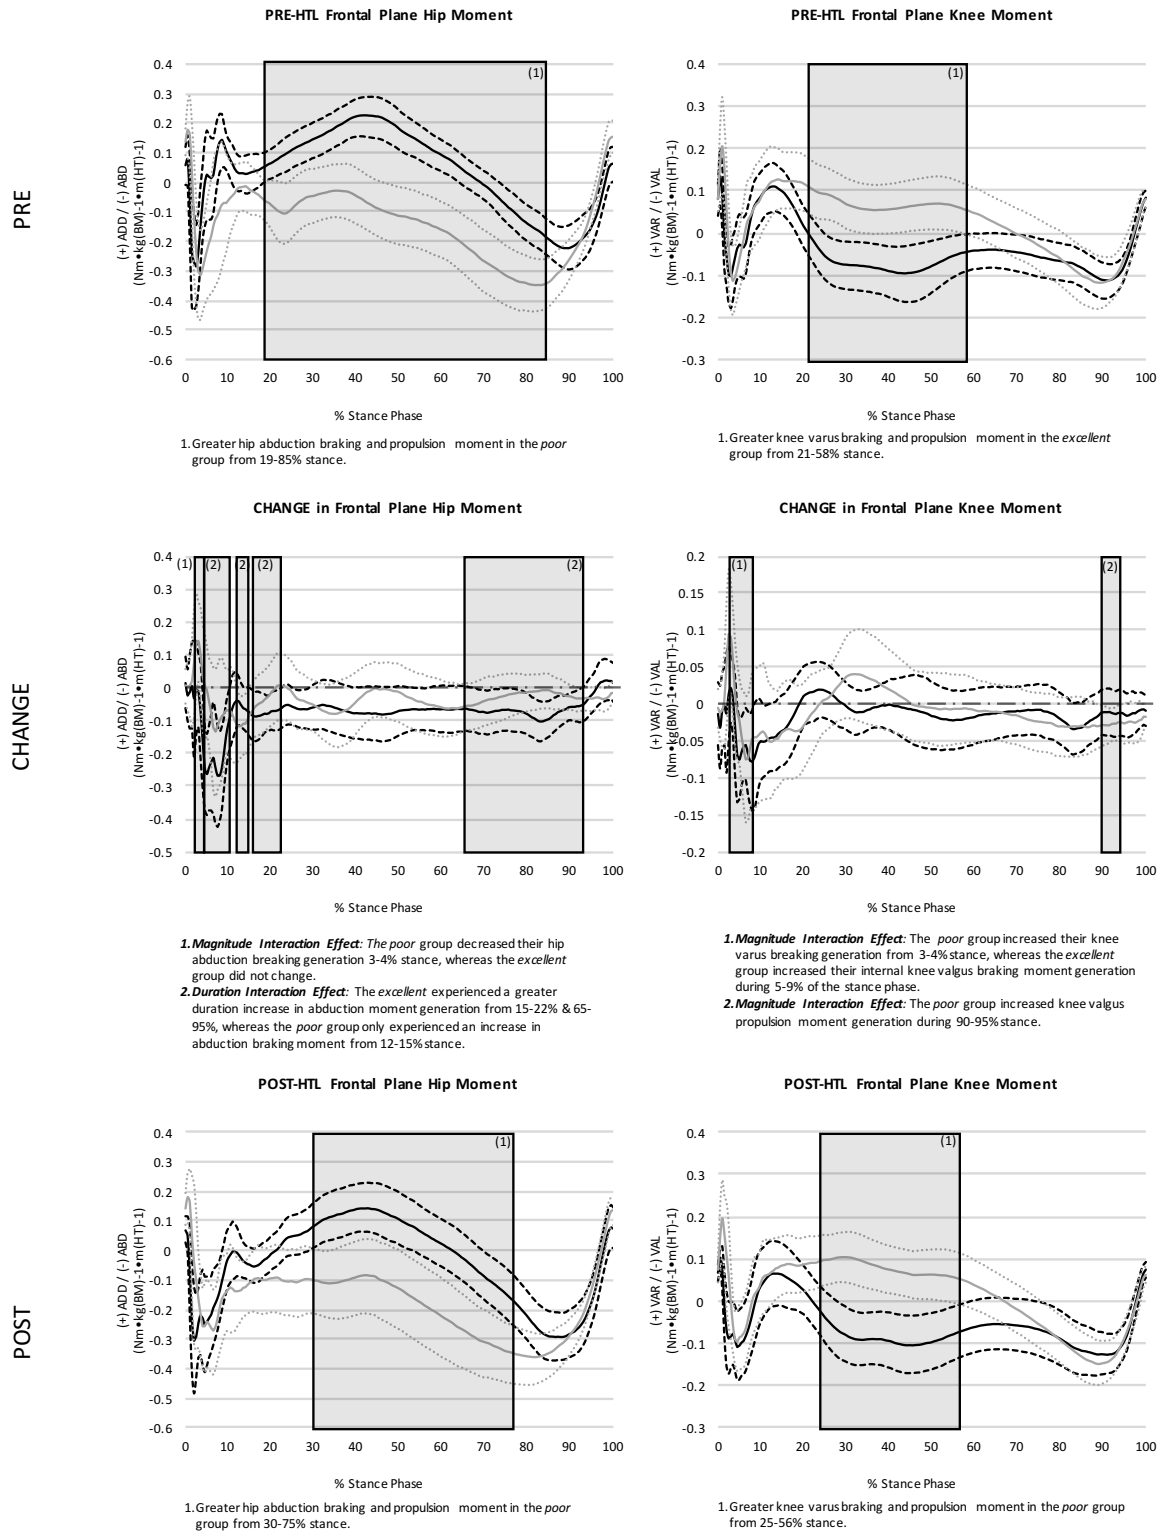 PRE-HTL Frontal Plane Hip Moment
PRE
(+) ADD / (-) ABD
(Nm•kg(BM)-1•m(HT)-1)
0.4
0.3
0.2
0.1
0
-0.1
-0.2
-0.3
-0.4
-0.5
-0.6
(1)
0 10 20 30 40 50 60 70 80 90 100
% Stance Phase
1. Greater hip abduction braking and propulsion moment in the poor
group from 19-85% stance.
PRE-HTL Frontal Plane Knee Moment
(+) VAR / (-) VAL
(Nm•kg(BM)-1•m(HT)-1)
0.4
0.3
0.2
0.1
0
-0.1
-0.2
-0.3
(1)
0 10 20 30 40 50 60 70 80 90 100
% Stance Phase
1. Greater knee varus braking and propulsion moment in the excellent
group from 21-58% stance.
CHANGE in Frontal Plane Hip Moment
CHANGE
(+) ADD/ (-) ABD
(Nm•kg(BM)-1•m(HT)-1)
0.4
0.3
0.2
0.1
0
-0.1
-0.2
-0.3
-0.4
-0.5
(1) (2) (2 (2) (2)
0 10 20 30 40 50 60 70 80 90 100
% Stance Phase
1. Magnitude Interaction Effect: The poor group decreased their hip
abduction breaking generation 3-4% stance, whereas the excellent
group did not change.
2. Duration Interaction Effect: The excellent experienced a greater
duration increase in abduction moment generation from 15-22% & 65-
95%, whereas the poor group only experienced an increase in
abduction braking moment from 12-15% stance.
CHANGE in Frontal Plane Knee Moment
(+) VAR / (-) VAL
(Nm•kg(BM)-1•m(HT)-1)
0.2
0.15
0.1
0.05
0
-0.05
-0.1
-0.15
-0.2
(1) (2)
0 10 20 30 40 50 60 70 80 90 100
% Stance Phase
1. Magnitude Interaction Effect: The poor group increased their knee
varus breaking generation from 3-4% stance, whereas the excellent
group increased their internal knee valgus braking moment generation
during 5-9% of the stance phase.
2. Magnitude Interaction Effect: The poor group increased knee valgus
propulsion moment generation during 90-95% stance.
POST-HTL Frontal Plane Hip Moment
POST
(+) ADD / (-) ABD
(Nm•kg(BM)-1•m(HT)-1)
0.4
0.3
0.2
0.1
0
-0.1
-0.2
-0.3
-0.4
-0.5
-0.6
(1)
0 10 20 30 40 50 60 70 80 90 100
% Stance Phase
1. Greater hip abduction braking and propulsion moment in the poor
group from 30-75% stance.
POST-HTL Frontal Plane Knee Moment
(+) VAR / (-) VAL
(Nm•kg(BM)-1•m(HT)-1)
0.4
0.3
0.2
0.1
0
-0.1
-0.2
-0.3
(1)
0 10 20 30 40 50 60 70 80 90 100
% Stance Phase
1. Greater knee varus braking and propulsion moment in the poor group
from 25-56% stance.